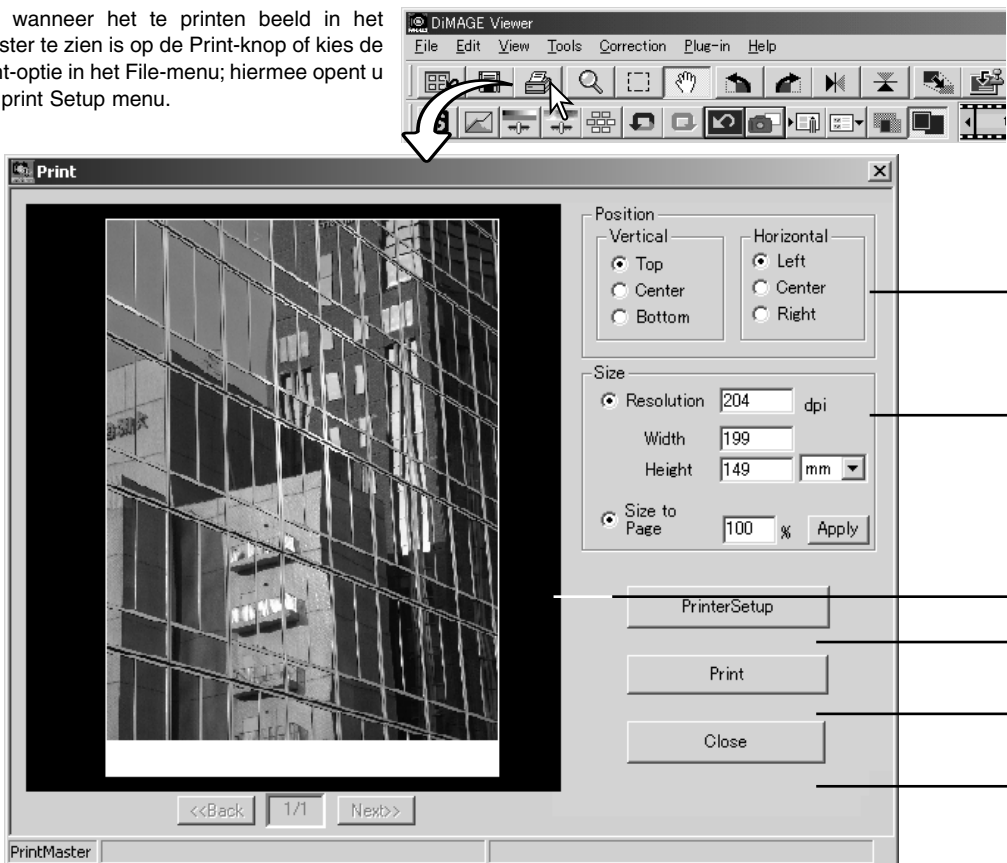 wanneer het te printen beeld in het
ster te zien is op de Print-knop of kies de
nt-optie in het File-menu; hiermee opent u
print Setup menu.
DiMAGE Viewer
File Edit View Tools Correction Plug-in Help
Print
Position
Vertical
Top
Center
Bottom
Horizontal
Left
Center
Right
Size
Resolution 204 dpi
Width 199
Height 149 mm
Size to
Page 100 % Apply
PrinterSetup
Print
Close
<<Back 1/1 Next>>
PrintMaster